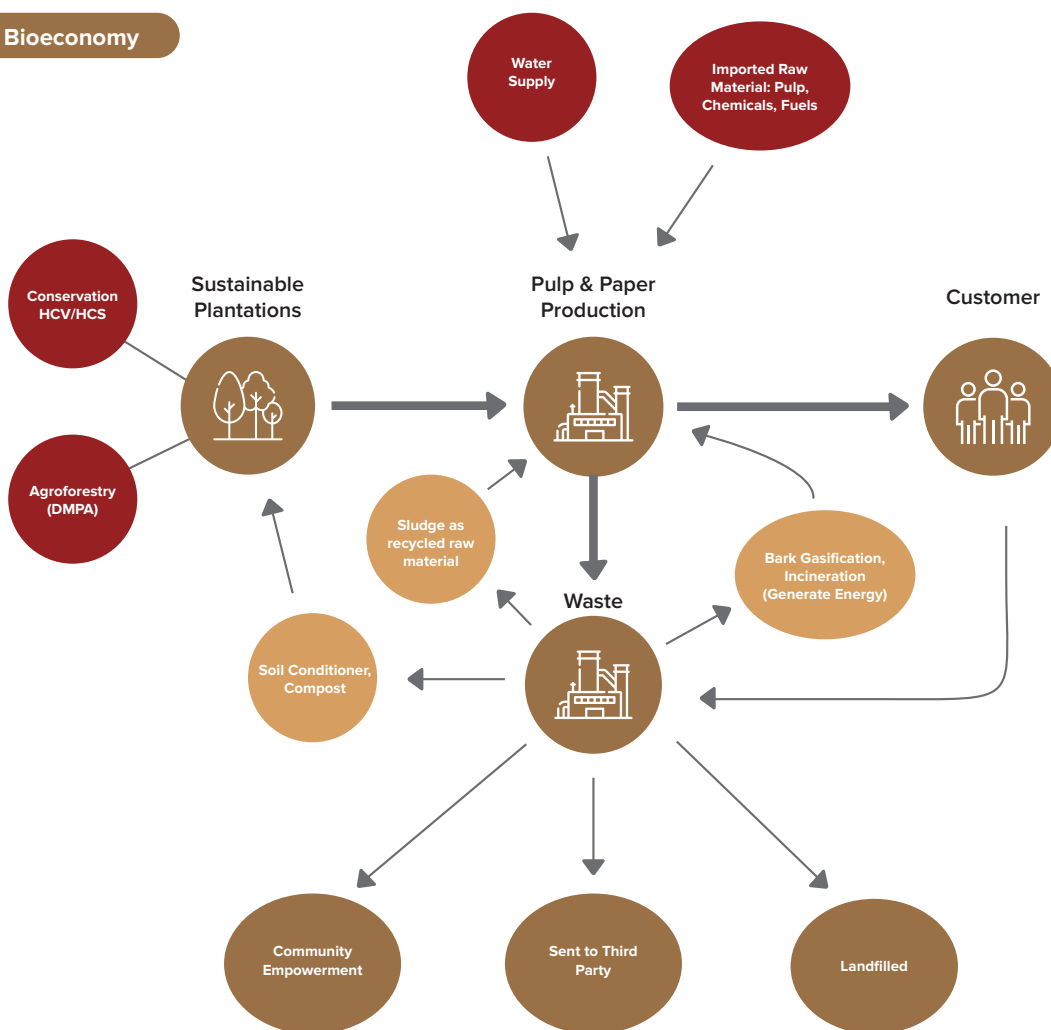 Bioeconomy
Water
Supply
Imported Raw
Material: Pulp,
Chemicals, Fuels
Conservation
HCV/HCS
Sustainable
Plantations
Pulp & Paper
Production
Customer
Agroforestry
(DMPA)
Sludge as
recycled raw
material
Bark Gasification,
Incineration
(Generate Energy)
Waste
Soil Conditioner,
Compost
Community
Empowerment
Sent to Third
Party
Landfilled